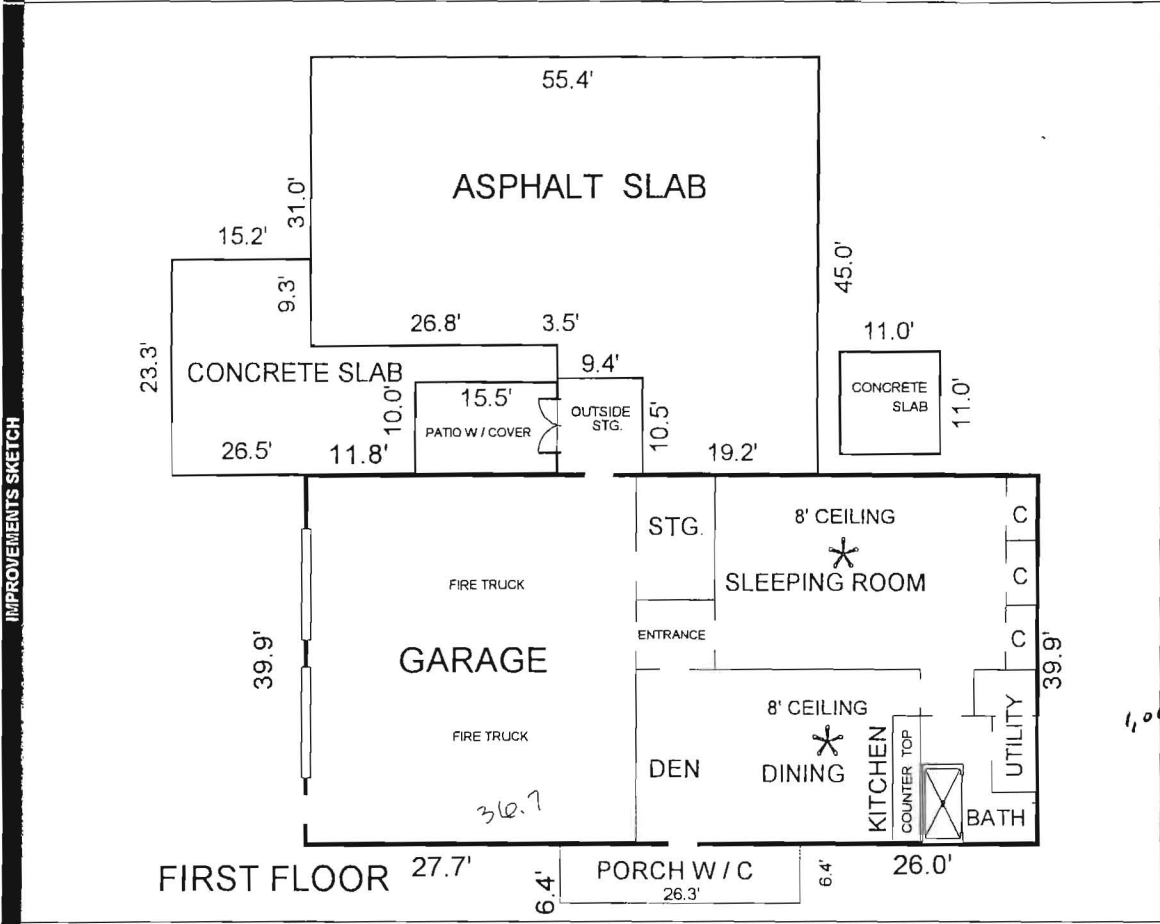 IMPROVEMENTS SKETCH
55.4'
ASPHALT SLAB
31.0'
15.2'
45.0'
9.3'
26.8'
3.5'
11.0'
23.3'
CONCRETE SLAB
9.4'
CONCRETE
SLAB
11.0'
10.0'
15.5'
OUTSIDE
STG.
10.5'
PATIO W / COVER
26.5'
11.8'
19.2'
STG.
8' CEILING
C
FIRE TRUCK
SLEEPING ROOM
C
ENTRANCE
C
39.9'
GARAGE
39.9'
8' CEILING
FIRE TRUCK
DEN
DINING
KITCHEN
COUNTER TOP
UTILITY
36.7
BATH
FIRST FLOOR
27.7'
6.4'
PORCH W / C
26.3'
6.4'
26.0'